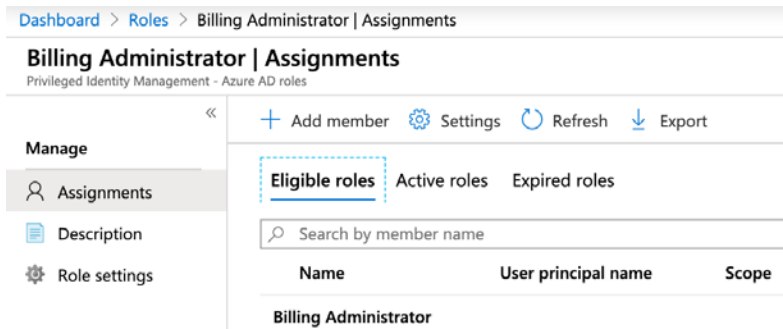 Dashboard > Roles > Billing Administrator | Assignments
Billing Administrator | Assignments
Privileged Identity Management - Azure AD roles
«
Manage
Assignments
Description
Role settings
+ Add member Settings Refresh Export
Eligible roles Active roles Expired roles
Search by member name
Name User principal name Scope
Billing Administrator